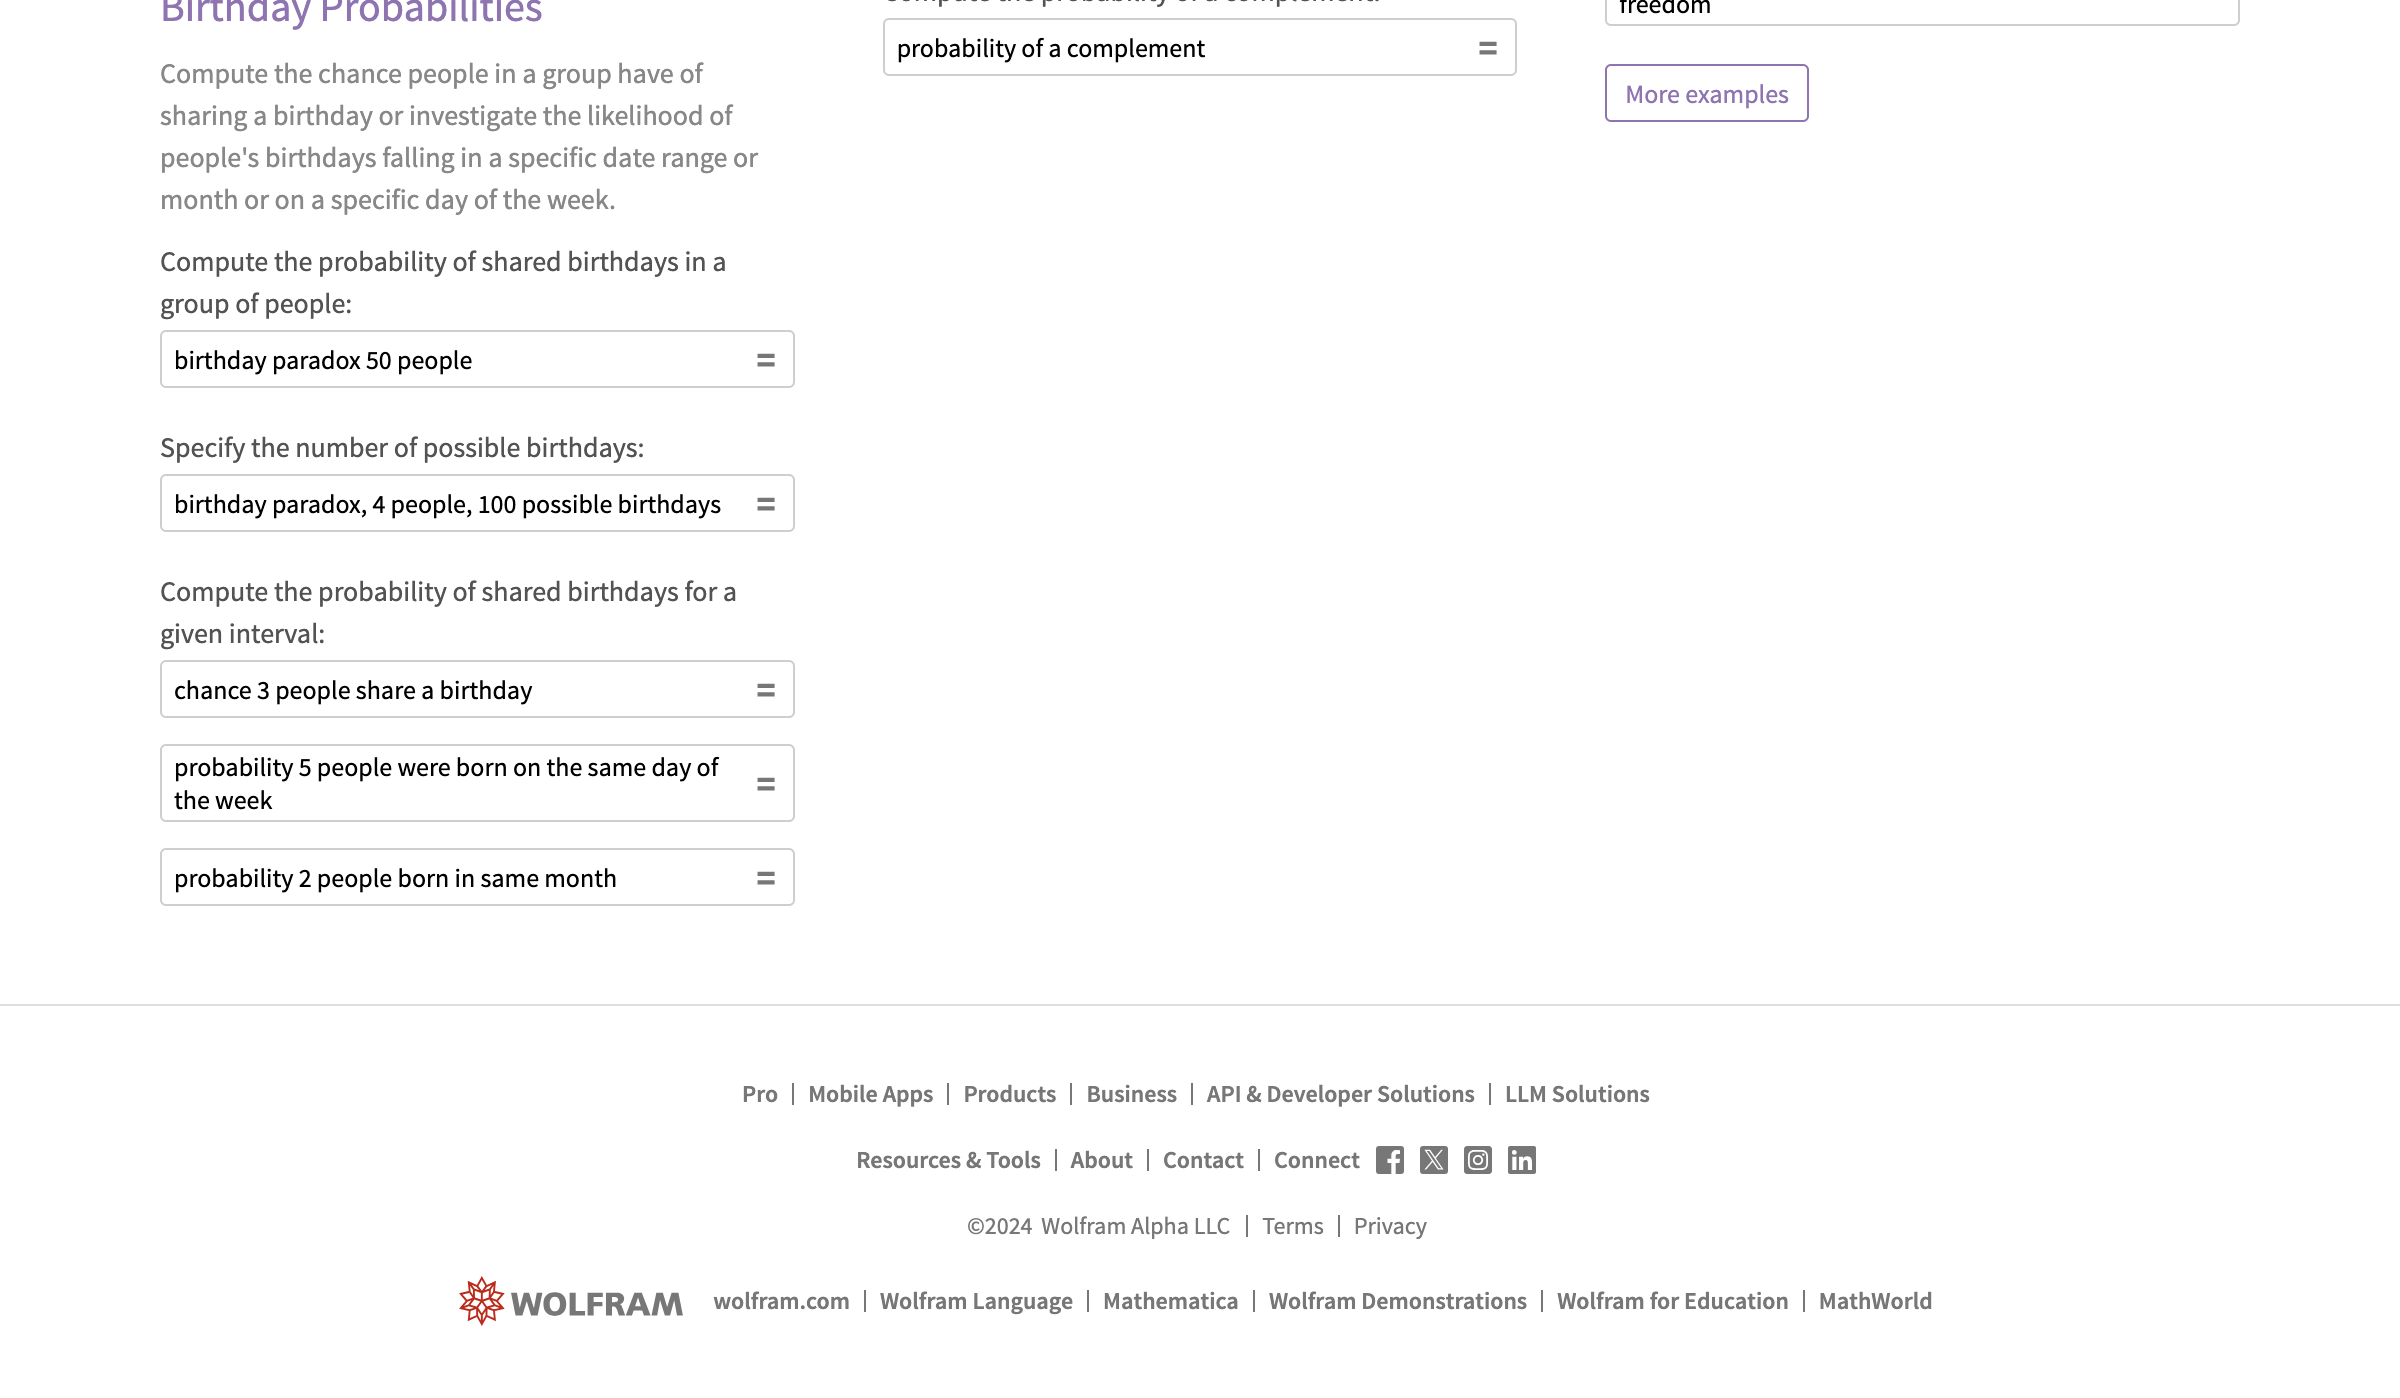 Birthday Probabilities
Compute the chance people in a group have of
sharing a birthday or investigate the likelihood of
people's birthdays falling in a specific date range or
month or on a specific day of the week.
Compute the probability of shared birthdays in a
group of people:
birthday paradox 50 people
Specify the number of possible birthdays:
birthday paradox, 4 people, 100 possible birthdays
Compute the probability of shared birthdays for a
given interval:
chance 3 people share a birthday
probability 5 people were born on the same day of
the week
probability 2 people born in same month
Compute the probability of a complement:
probability of a complement
freedom
More examples
Pro | Mobile Apps | Products | Business | API & Developer Solutions | LLM Solutions
Resources & Tools | About | Contact | Connect
©2024 Wolfram Alpha LLC | Terms | Privacy
WOLFRAM wolfram.com | Wolfram Language | Mathematica | Wolfram Demonstrations | Wolfram for Education | MathWorld